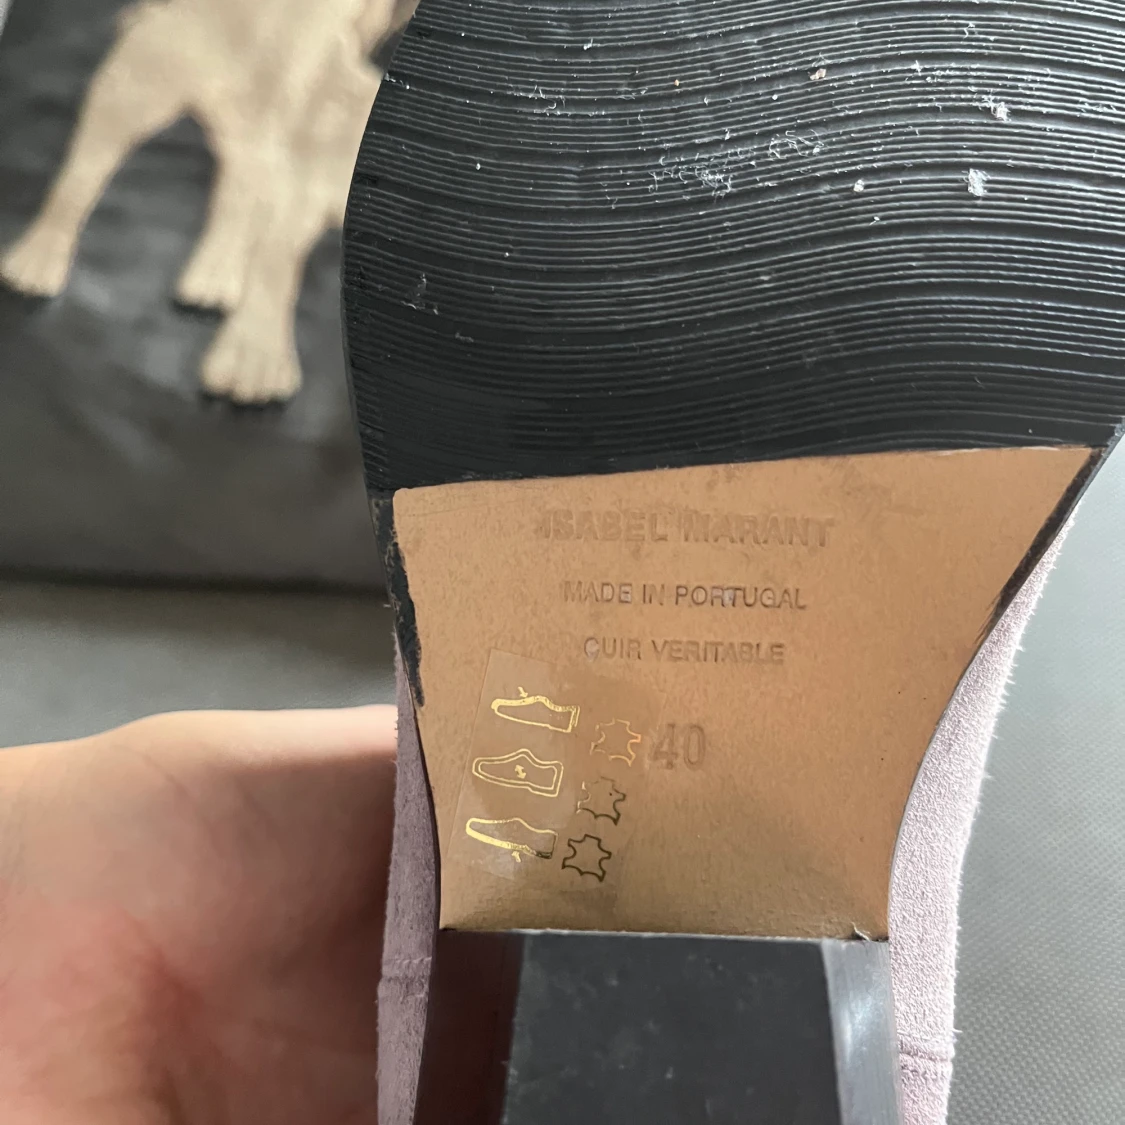 ISABEL MARANT
MADE IN PORTUGAL
CUIR VERITABLE
40